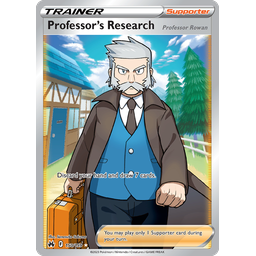 TRAINER
Supporter
Professor's Research
Professor Rowan
Discard your hand and draw 7 cards.
You may play only 1 Supporter card during
your turn.